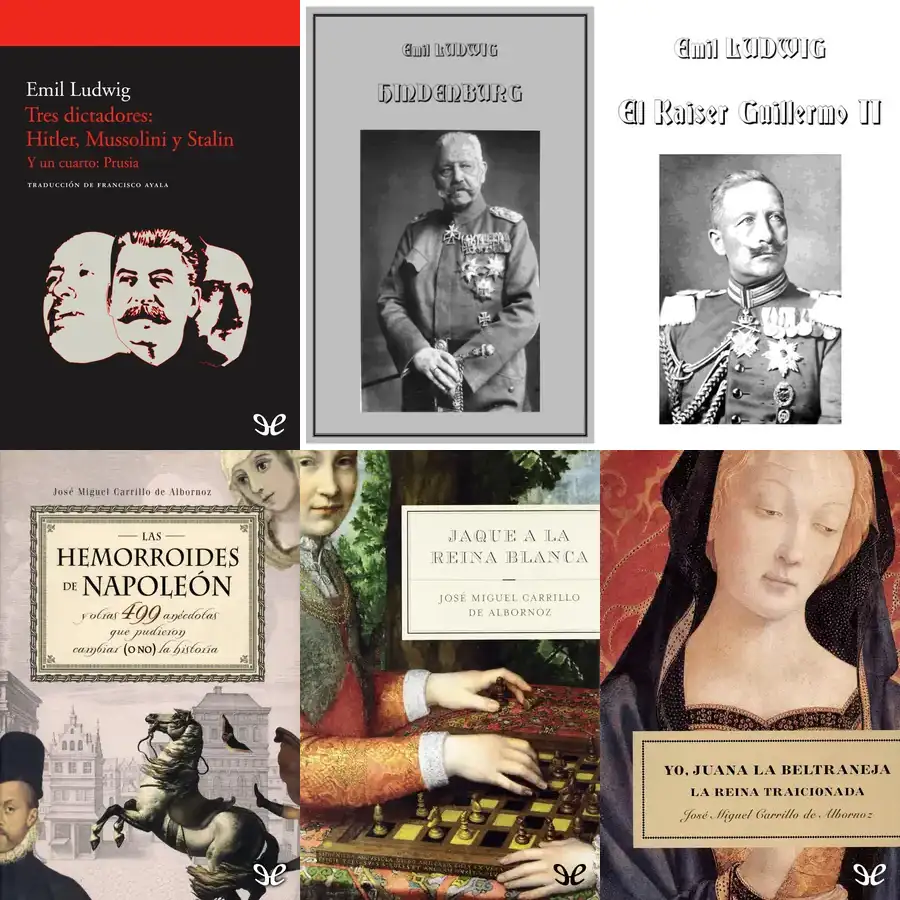 Emil Ludwig
Tres dictadores:
Hitler, Mussolini y Stalin
Y un cuarto: Prusia
TRADUCCIÓN DE FRANCISCO AYALA
Emil LUDWIG
HINDENBURG
Emil LUDWIG
El Kaiser Guillermo II
José Miguel Carrillo de Albornoz
LAS
HEMORROIDES
DE NAPOLEÓN
y otras 499 anécdotas
que pudieron
cambiar (O NO) la historia
JAQUE A LA
REINA BLANCA
JOSÉ MIGUEL CARRILLO
DE ALBORNOZ
YO, JUANA LA BELTRANEJA
LA REINA TRAICIONADA
José Miguel Carrillo de Albornoz